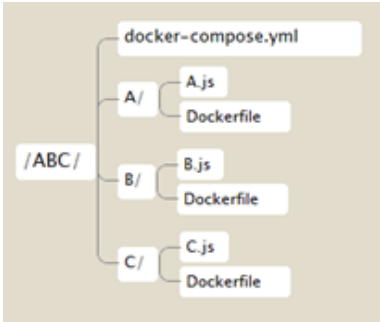 docker-compose.yml
A/
A.js
Dockerfile
/ABC/
B/
B.js
Dockerfile
C/
C.js
Dockerfile